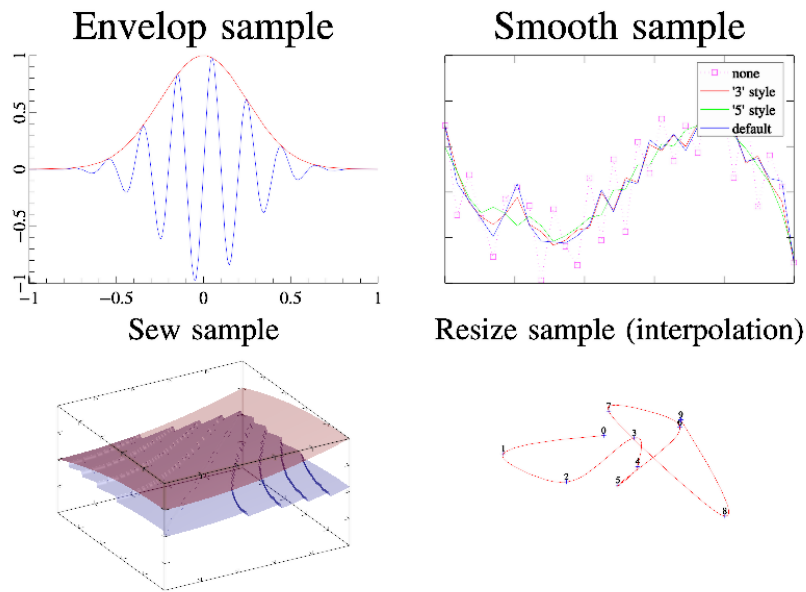 Envelop sample
Smooth sample
1
0.5
0
−0.5
−1
−1 −0.5 0 0.5 1
none
'3' style
'5' style
default
Sew sample
Resize sample (interpolation)
0
1
2
3
4
5
6
7
8
9